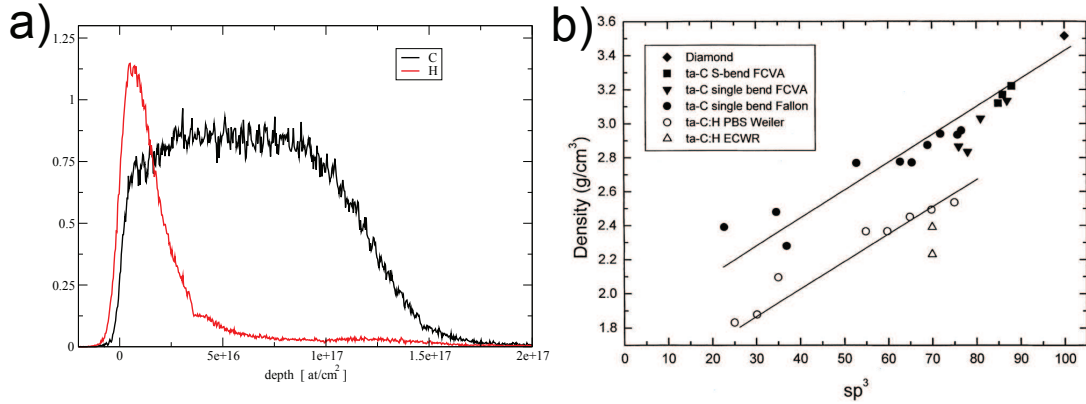 a)
1.25
1
0.75
0.5
0.25
0
C
H
0
5e+16
1e+17
1.5e+17
2e+17
depth [ at/cm²]
b)
3.6
3.4
3.2
3.0
2.8
2.6
2.4
2.2
2.0
1.8
Density (g/cm³)
Diamond
ta-C S-bend FCVA
ta-C single bend FCVA
ta-C single bend Fallon
ta-C:H PBS Weiler
ta-C:H ECWR
0 10 20 30 40 50 60 70 80 90 100
sp³